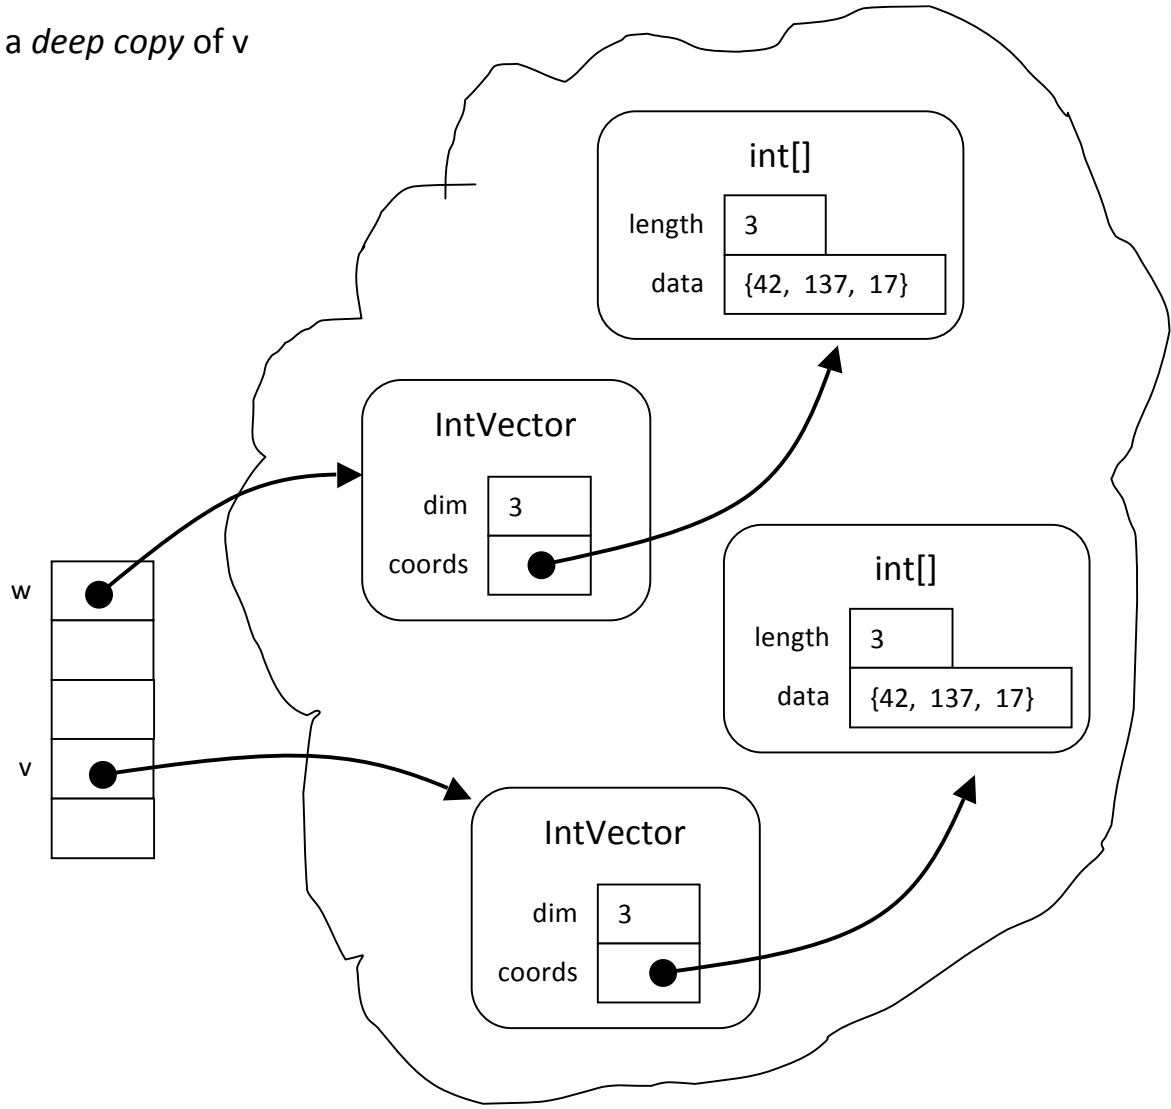 a deep copy of v
int[]
length 3
data {42, 137, 17}
IntVector
dim 3
coords
w
int[]
length 3
data {42, 137, 17}
v
IntVector
dim 3
coords